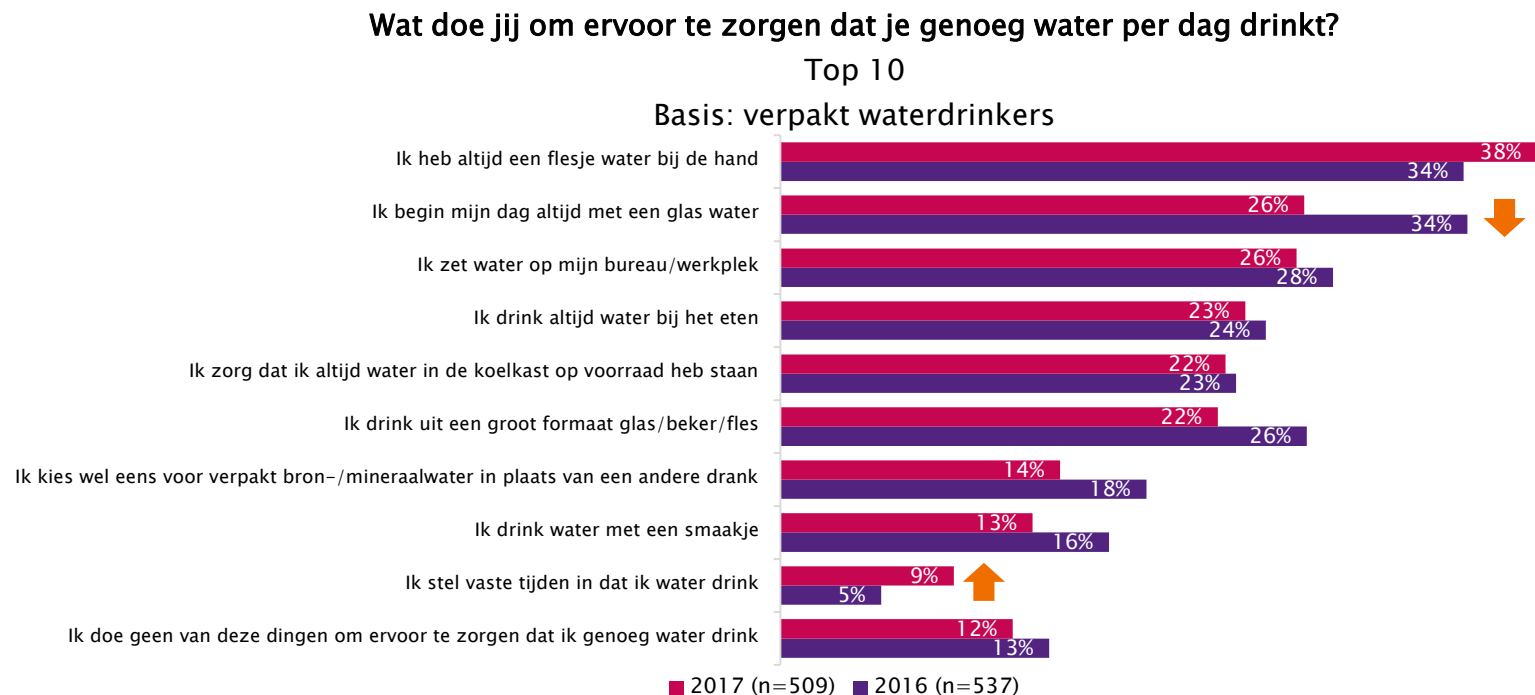 Wat doe jij om ervoor te zorgen dat je genoeg water per dag drinkt?
Top 10
Basis: verpakt waterdrinkers
Ik heb altijd een flesje water bij de hand
38%
34%
Ik begin mijn dag altijd met een glas water
26%
34%
Ik zet water op mijn bureau/werkplek
26%
28%
Ik drink altijd water bij het eten
23%
24%
Ik zorg dat ik altijd water in de koelkast op voorraad heb staan
22%
23%
Ik drink uit een groot formaat glas/beker/fles
22%
26%
Ik kies wel eens voor verpakt bron-/mineraalwater in plaats van een andere drank
14%
18%
Ik drink water met een smaakje
13%
16%
Ik stel vaste tijden in dat ik water drink
9%
5%
Ik doe geen van deze dingen om ervoor te zorgen dat ik genoeg water drink
12%
13%
2017 (n=509) 2016 (n=537)